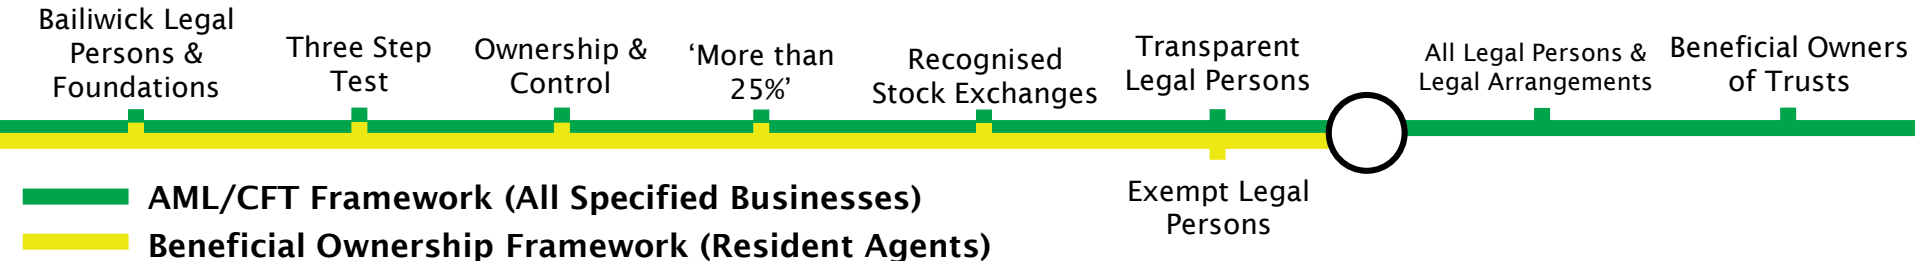 Bailiwick Legal
Persons &
Foundations
Three Step
Test
Ownership &
Control
‘More than
25%’
Recognised
Stock Exchanges
Transparent
Legal Persons
All Legal Persons &
Legal Arrangements
Beneficial Owners
of Trusts
Exempt Legal
Persons
AML/CFT Framework (All Specified Businesses)
Beneficial Ownership Framework (Resident Agents)